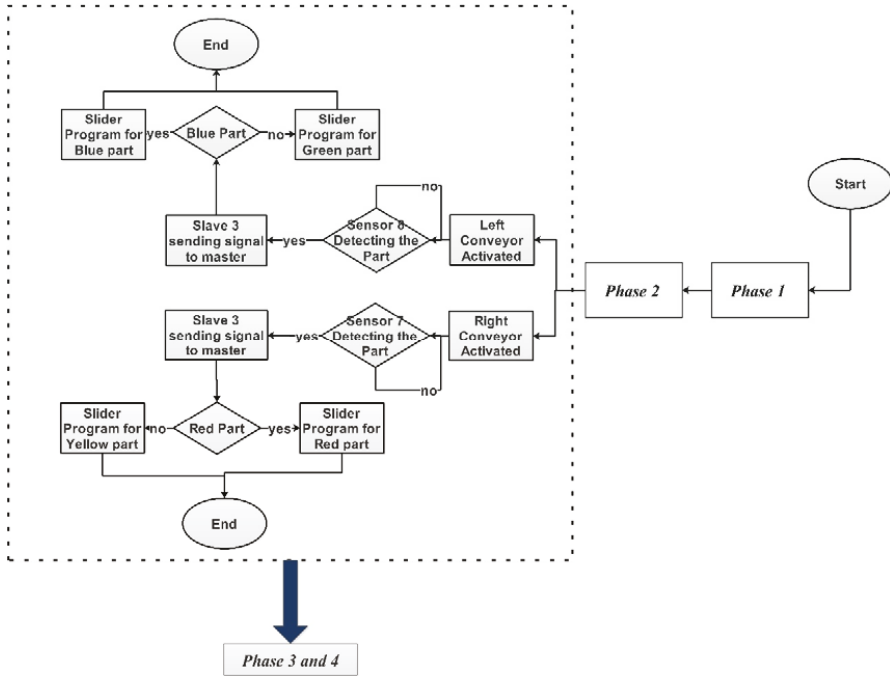 End
Slider
Program for
Blue part
yes
Blue Part
no
Slider
Program for
Green part
Start
no
Slave 3
sending signal
to master
yes
Sensor 8
Detecting the
Part
Left
Conveyor
Activated
Phase 2
Phase 1
Slave 3
sending signal
to master
yes
Sensor 7
Detecting the
Part
Right
Conveyor
Activated
no
Slider
Program for
Yellow part
no
Red Part
yes
Slider
Program for
Red part
End
Phase 3 and 4